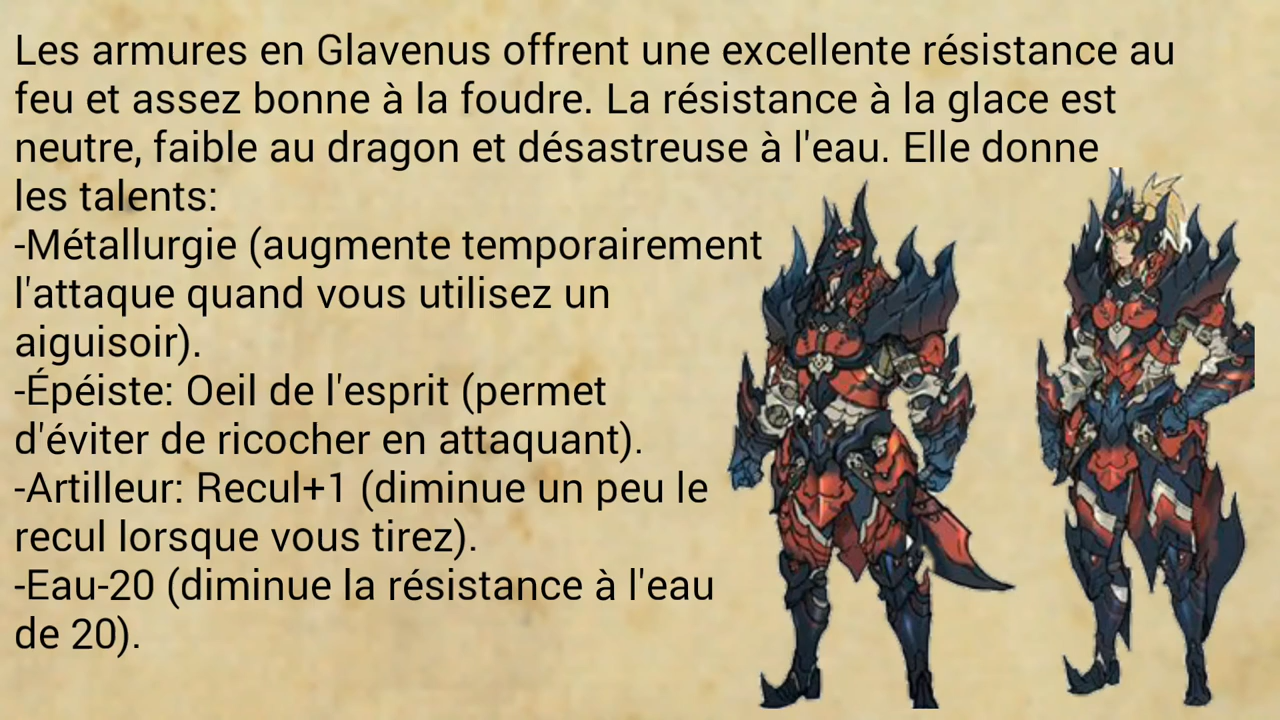 Les armures en Glavenus offrent une excellente résistance au
feu et assez bonne à la foudre. La résistance à la glace est
neutre, faible au dragon et désastreuse à l'eau. Elle donne
les talents:
-Métallurgie (augmente temporairement
l'attaque quand vous utilisez un
aiguisoir).
-Épéiste: Oeil de l'esprit (permet
d'éviter de ricocher en attaquant).
-Artilleur: Recul+1 (diminue un peu le
recul lorsque vous tirez).
-Eau-20 (diminue la résistance à l'eau
de 20).